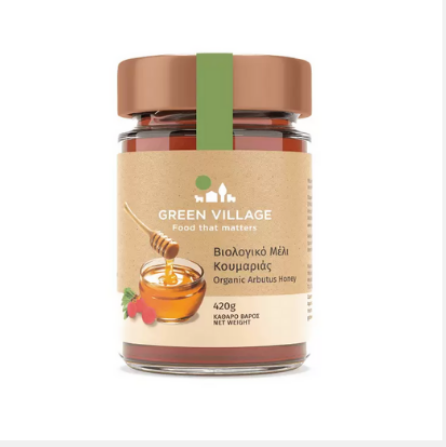 GREEN VILLAGE
Food that matters
Βιολογικό Μέλι
Κουμαριάς
Organic Arbutus Honey
420g
ΚΑΘΑΡΟ ΒΑΡΟΣ
NET WEIGHT